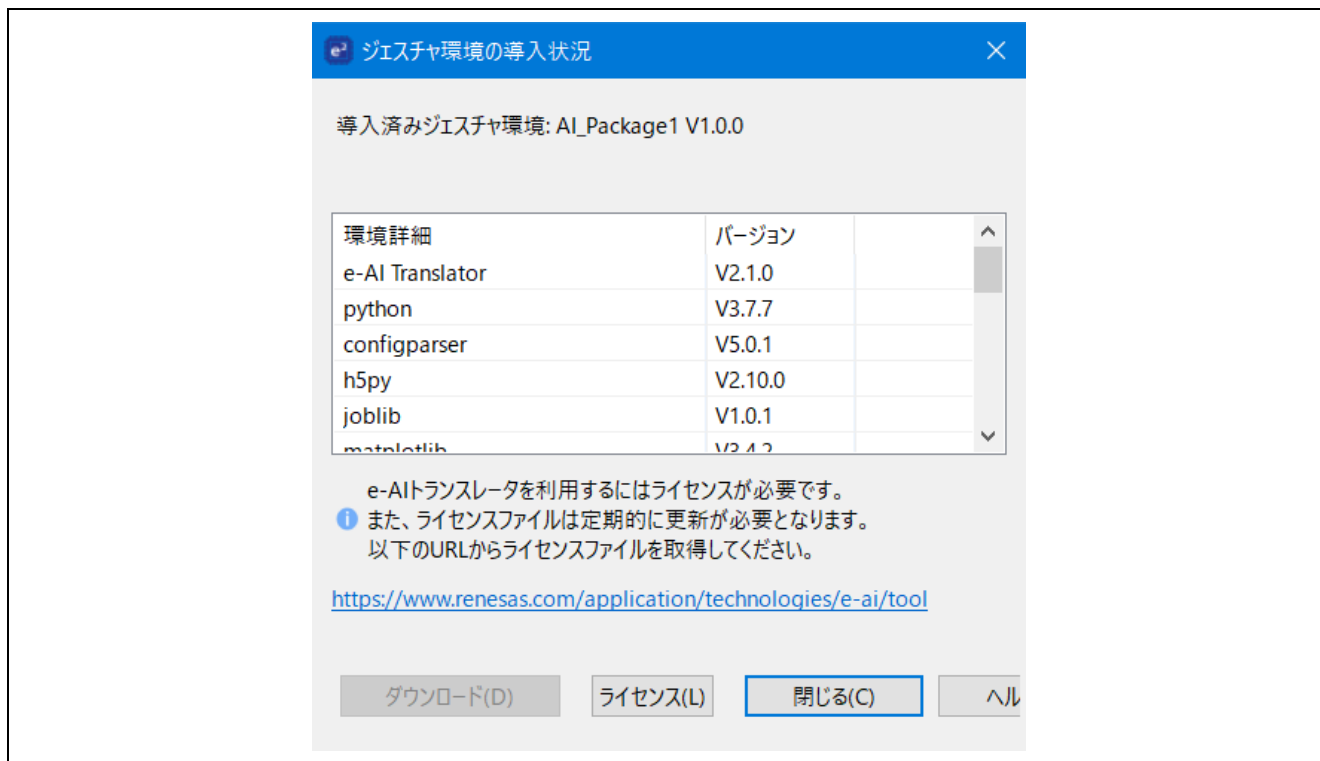 e² ジェスチャ環境の導入状況
導入済みジェスチャ環境: AI_Package1 V1.0.0
環境詳細 バージョン
e-AI Translator V2.1.0
python V3.7.7
configparser V5.0.1
h5py V2.10.0
joblib V1.0.1
matplotlib V3.4.2
e-AIトランスレータを利用するにはライセンスが必要です。
また、ライセンスファイルは定期的に更新が必要となります。
以下のURLからライセンスファイルを取得してください。
https://www.renesas.com/application/technologies/e-ai/tool
ダウンロード(D) ライセンス(L) 閉じる(C) ヘル